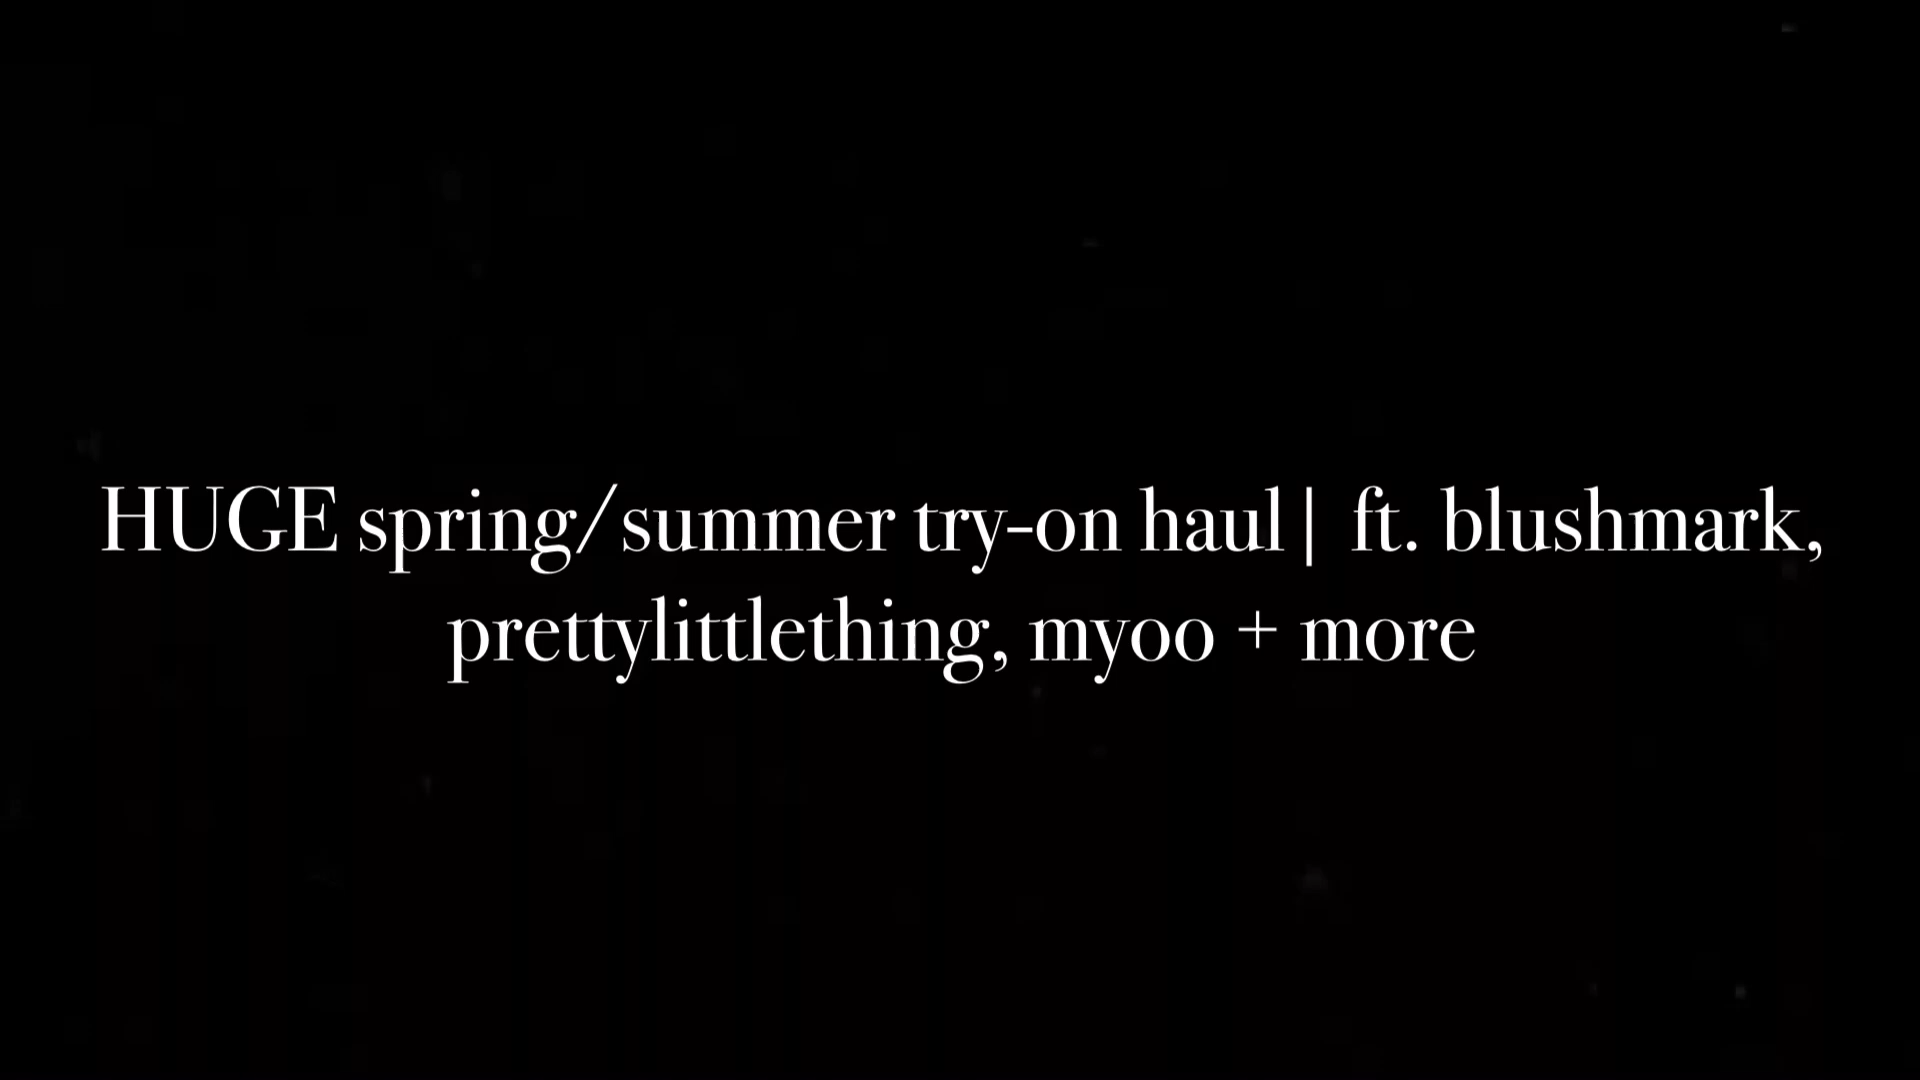 HUGE spring/summer try-on haul| ft. blushmark,
prettylittlething, myoo + more